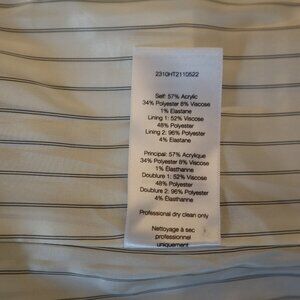 2310HT2110522
Self: 57% Acrylic
34% Polyester 8% Viscose
1% Elastane
Lining 1: 52% Viscose
48% Polyester
Lining 2: 96% Polyester
4% Elastane
Principal: 57% Acrylique
34% Polyester 8% Viscose
1% Élasthanne
Doublure 1: 52% Viscose
48% Polyester
Doublure 2: 96% Polyester
4% Élasthanne
Professional dry clean only
Nettoyage à sec
professionnel
uniquement